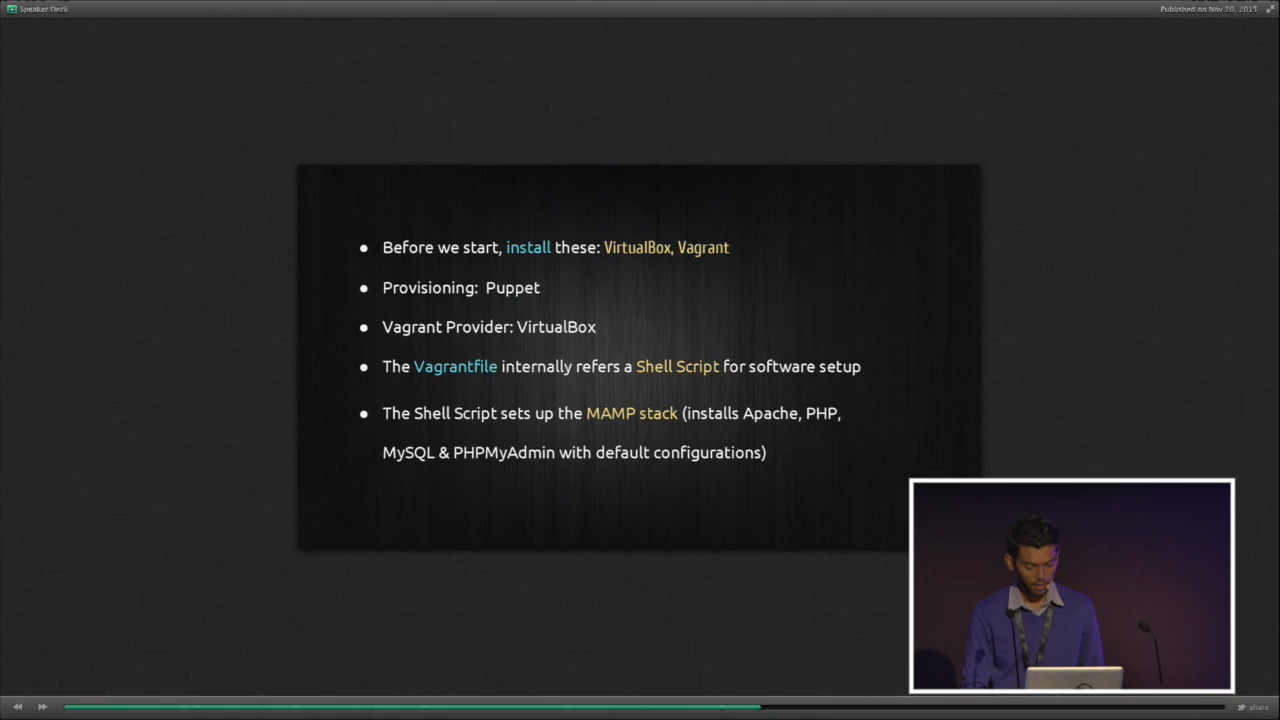 Speaker Deck
Published on Nov 20, 2015
Before we start, install these: VirtualBox, Vagrant
Provisioning: Puppet
Vagrant Provider: VirtualBox
The Vagrantfile internally refers a Shell Script for software setup
The Shell Script sets up the MAMP stack (installs Apache, PHP,
MySQL & PHPMyAdmin with default configurations)
share